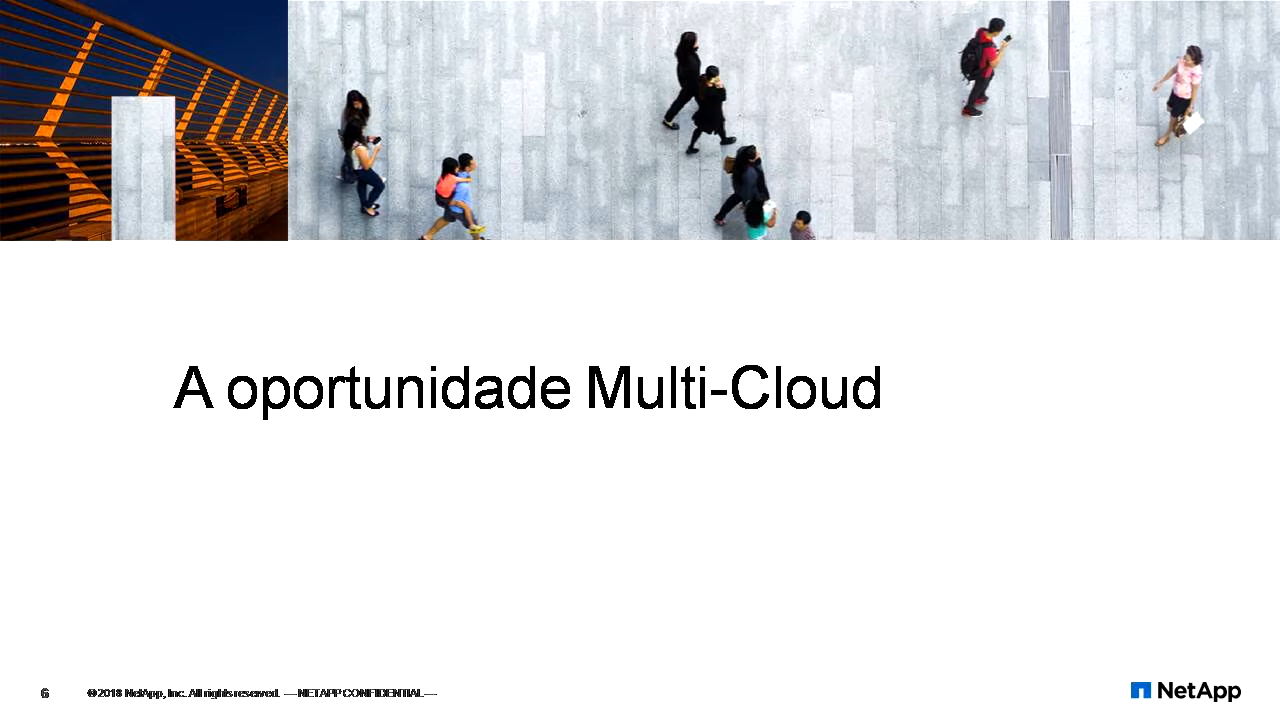 A oportunidade Multi-Cloud
6 © 2018 NetApp, Inc. All rights reserved. — NETAPP CONFIDENTIAL —
NetApp